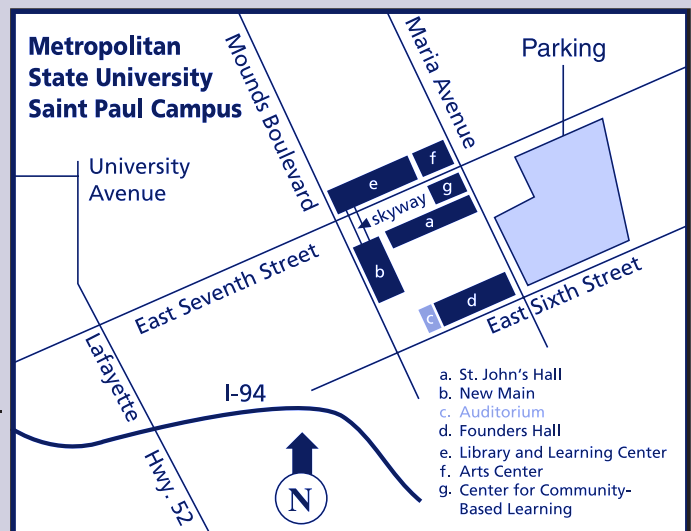 Metropolitan
State University
Saint Paul Campus
Mounds Boulevard
Maria Avenue
Parking
University
Avenue
e
f
g
skyway
a
b
East Seventh Street
d
c
East Sixth Street
Lafayette
I-94
Hwy. 52
N
a. St. John's Hall
b. New Main
c. Auditorium
d. Founders Hall
e. Library and Learning Center
f. Arts Center
g. Center for Community-
Based Learning